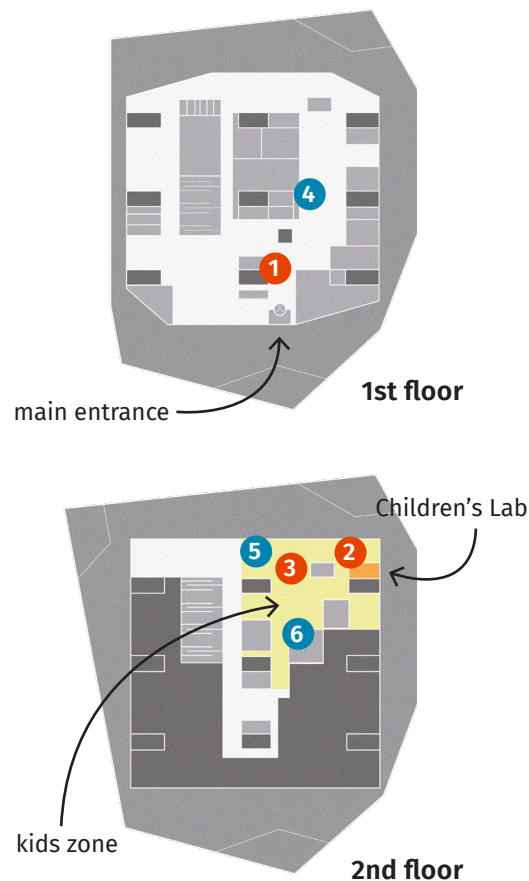 4
1
1st floor
main entrance
Children's Lab
5
2
3
6
kids zone
2nd floor